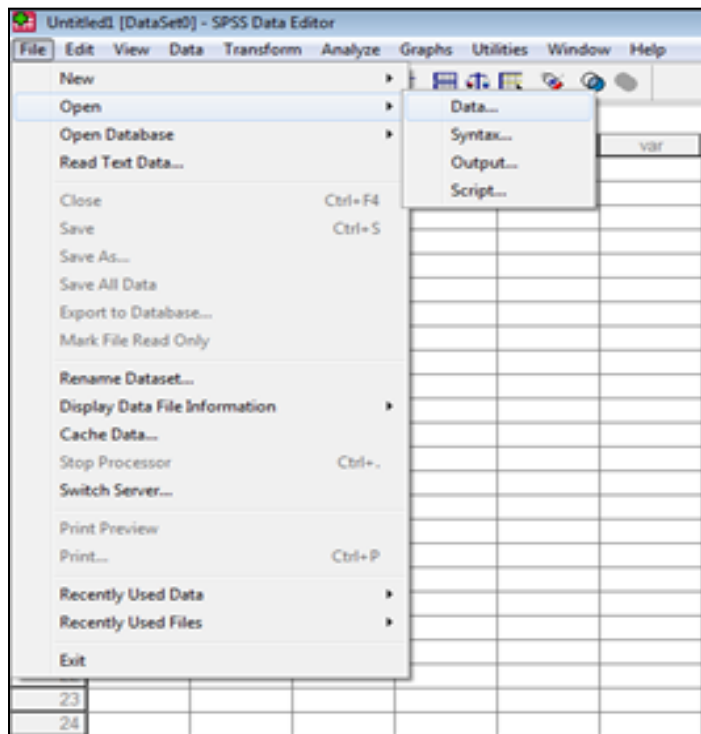 Untitled1 [DataSet0] - SPSS Data Editor
File Edit View Data Transform Analyze Graphs Utilities Window Help
New
Open
Open Database
Read Text Data...
Close Ctrl+F4
Save Ctrl+S
Save As...
Save All Data
Export to Database...
Mark File Read Only
Rename Dataset...
Display Data File Information
Cache Data...
Stop Processor Ctrl+.
Switch Server...
Print Preview
Print... Ctrl+P
Recently Used Data
Recently Used Files
Exit
Data...
Syntax...
Output...
Script...
var
23
24